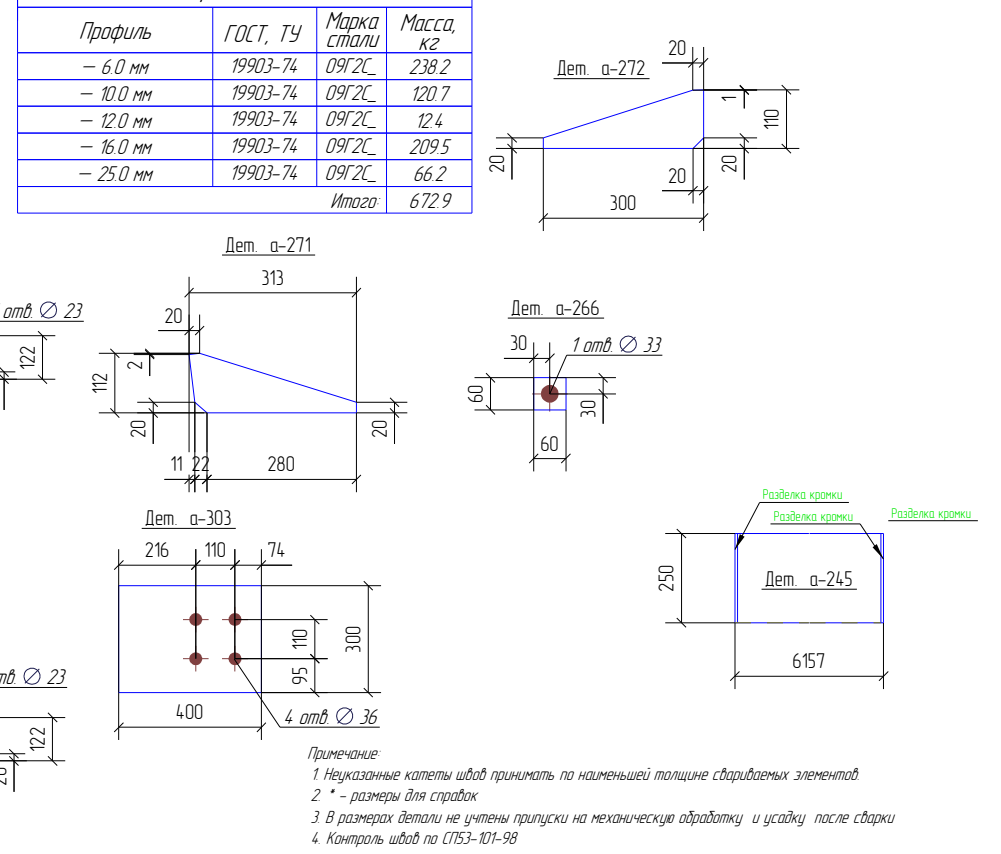 Профиль ГОСТ, ТУ Марка стали Масса, кг
– 6.0 мм 19903-74 09Г2С_ 238.2
– 10.0 мм 19903-74 09Г2С_ 120.7
– 12.0 мм 19903-74 09Г2С_ 12.4
– 16.0 мм 19903-74 09Г2С_ 209.5
– 25.0 мм 19903-74 09Г2С_ 66.2
Итого: 672.9
Дет. а-272
20
1
110
20
20
20
300
Дет. а-271
313
20
2
112
20
20
11 22 280
отв. ∅ 23
122
Дет. а-266
30
1 отв. ∅ 33
60
30
60
Дет. а-303
216 110 74
110
300
95
400
4 отв. ∅ 36
Разделка кромки
Разделка кромки
Разделка кромки
250
Дет. а-245
6157
∅ 23
122
Примечание:
1. Неуказанные катеты швов принимать по наименьшей толщине свариваемых элементов.
2. * – размеры для справок
3. В размерах детали не учтены припуски на механическую обработку и усадку после сварки
4. Контроль швов по СП53-101-98